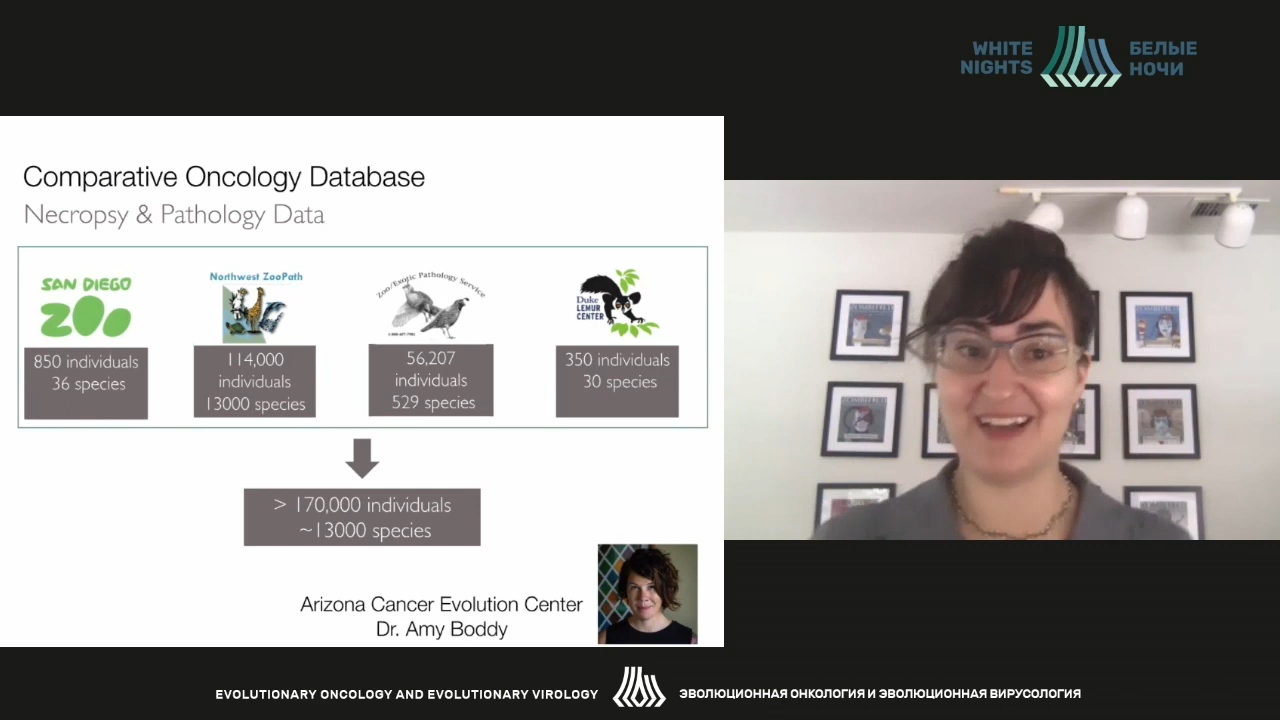 WHITE
NIGHTS
БЕЛЫЕ
НОЧИ
Comparative Oncology Database
Necropsy & Pathology Data
SAN DIEGO
ZOO
850 individuals
36 species
Northwest ZooPath
114,000
individuals
13000 species
Zoo/Exotic Pathology Service
56,207
individuals
529 species
Duke
LEMUR
CENTER
350 individuals
30 species
> 170,000 individuals
~13000 species
Arizona Cancer Evolution Center
Dr. Amy Boddy
EVOLUTIONARY ONCOLOGY AND EVOLUTIONARY VIROLOGY
ЭВОЛЮЦИОННАЯ ОНКОЛОГИЯ И ЭВОЛЮЦИОННАЯ ВИРУСОЛОГИЯ